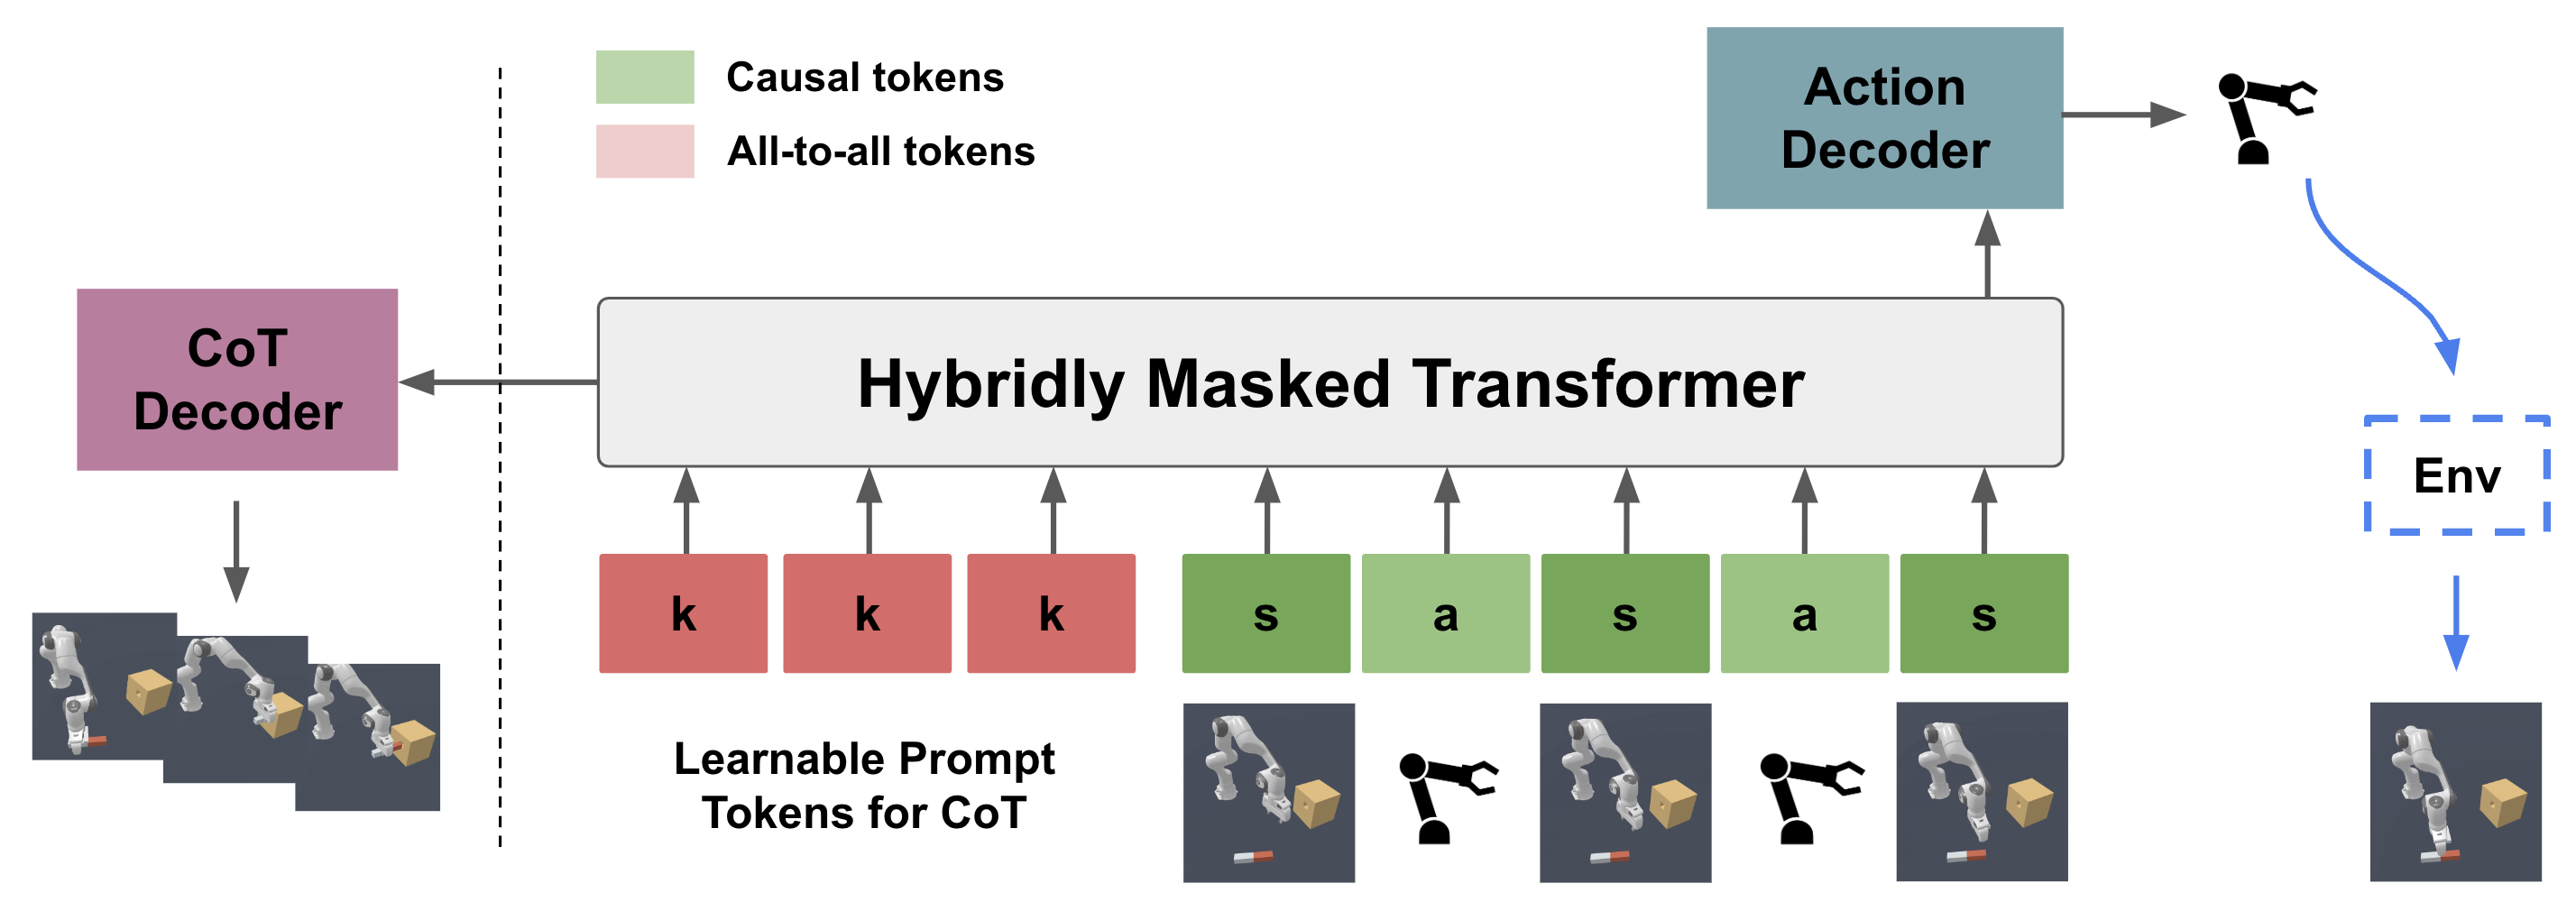 Causal tokens
All-to-all tokens
Action
Decoder
CoT
Decoder
Hybridly Masked Transformer
Env
k k k s a s a s
Learnable Prompt
Tokens for CoT